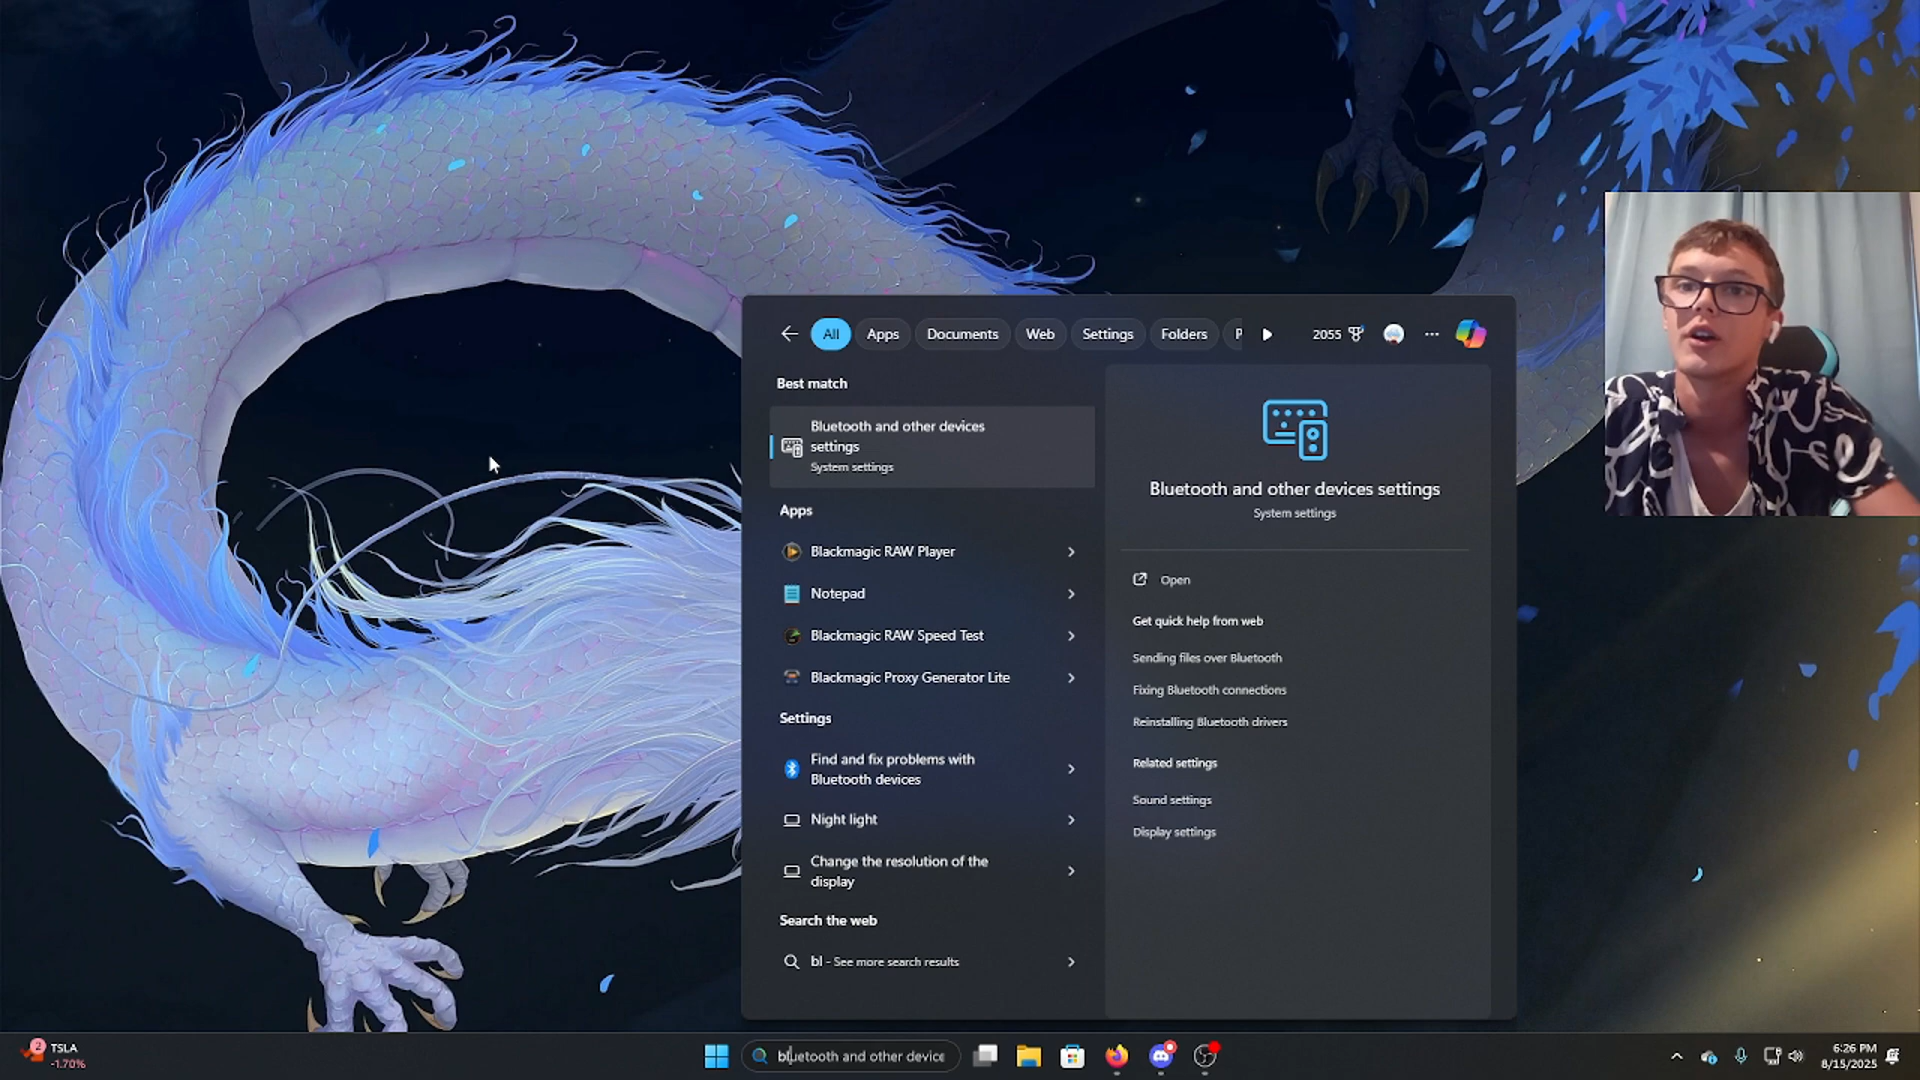 All
Apps
Documents
Web
Settings
Folders
P
2055
Best match
Bluetooth and other devices
settings
System settings
Apps
Blackmagic RAW Player
Notepad
Blackmagic RAW Speed Test
Blackmagic Proxy Generator Lite
Settings
Find and fix problems with
Bluetooth devices
Night light
Change the resolution of the
display
Search the web
bl - See more search results
Bluetooth and other devices settings
System settings
Open
Get quick help from web
Sending files over Bluetooth
Fixing Bluetooth connections
Reinstalling Bluetooth drivers
Related settings
Sound settings
Display settings
2
TSLA
-1.70%
bluetooth and other device
6:26 PM
8/15/2025